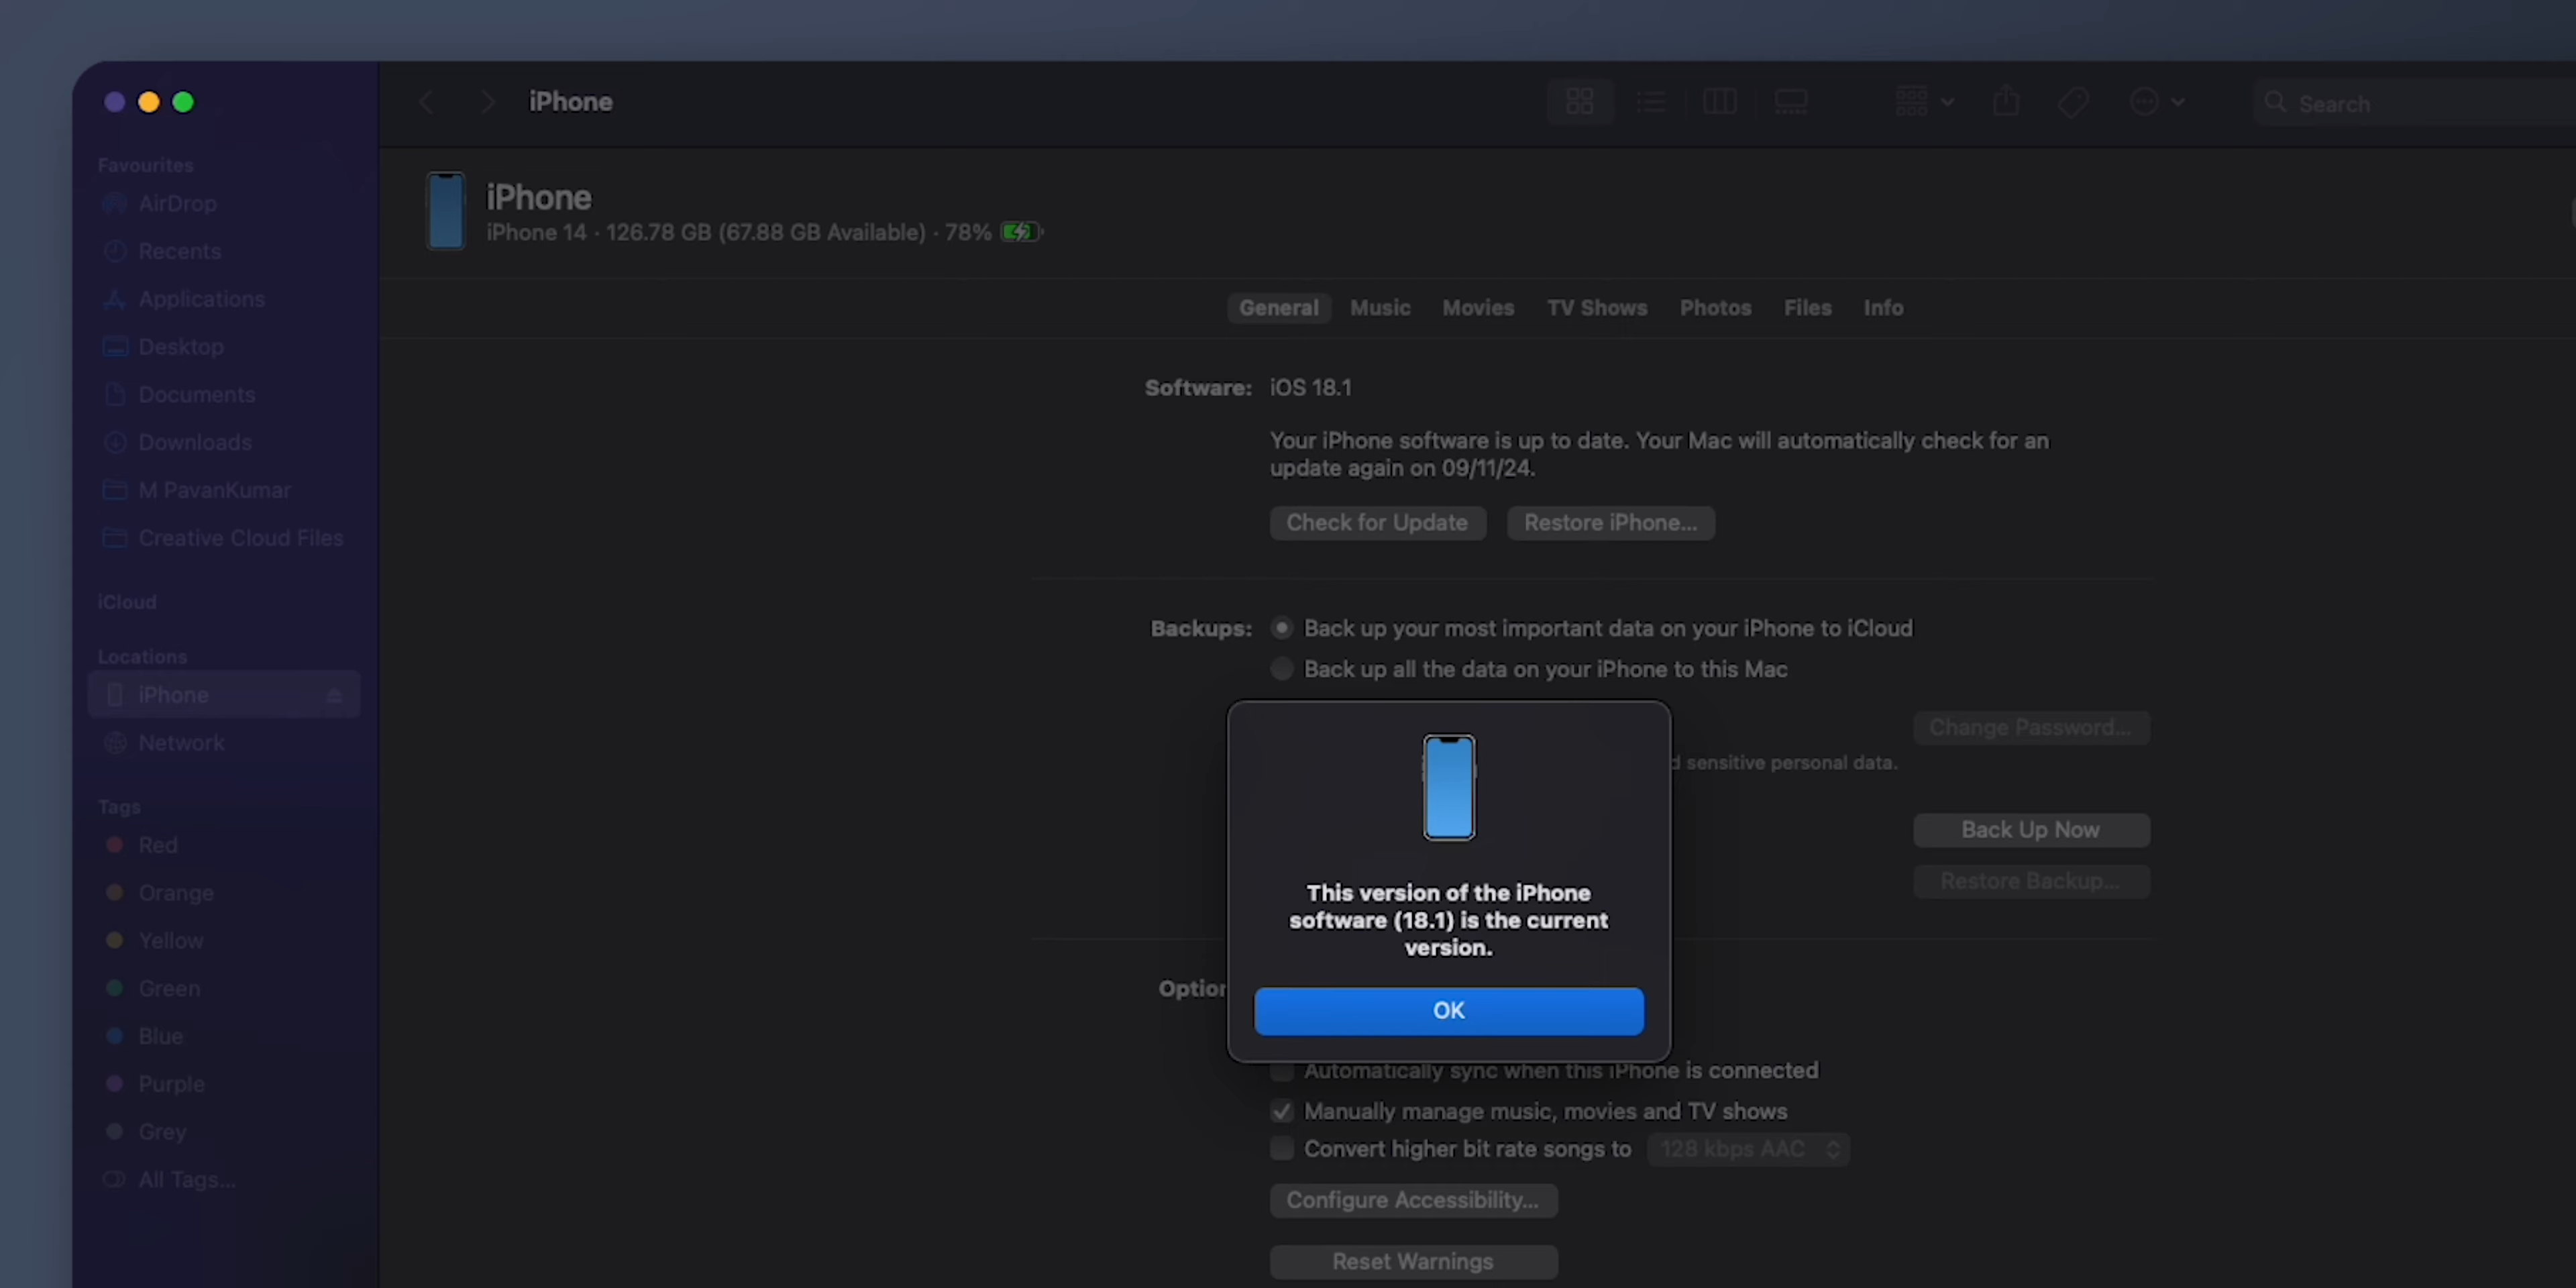 iPhone
Search
Favourites
AirDrop
Recents
Applications
Desktop
Documents
Downloads
M PavanKumar
Creative Cloud Files
iCloud
Locations
iPhone
Network
Tags
Red
Orange
Yellow
Green
Blue
Purple
Grey
All Tags...
iPhone
iPhone 14 · 126.78 GB (67.88 GB Available) · 78%
General Music Movies TV Shows Photos Files Info
Software: iOS 18.1
Your iPhone software is up to date. Your Mac will automatically check for an
update again on 09/11/24.
Check for Update Restore iPhone...
Backups: Back up your most important data on your iPhone to iCloud
Back up all the data on your iPhone to this Mac
Change Password...
sensitive personal data.
Back Up Now
Restore Backup...
This version of the iPhone
software (18.1) is the current
version.
OK
Automatically sync when this iPhone is connected
Manually manage music, movies and TV shows
Convert higher bit rate songs to 128 kbps AAC
Configure Accessibility...
Reset Warnings